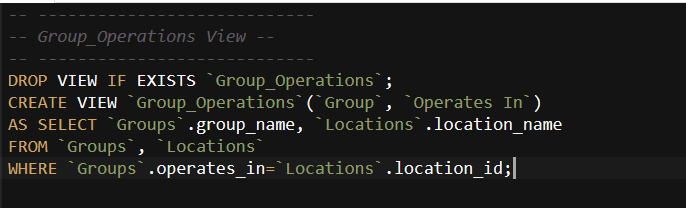 -- ----------------------------
-- Group_Operations View --
-- ----------------------------
DROP VIEW IF EXISTS `Group_Operations`;
CREATE VIEW `Group_Operations`(`Group`, `Operates In`)
AS SELECT `Groups`.group_name, `Locations`.location_name
FROM `Groups`, `Locations`
WHERE `Groups`.operates_in=`Locations`.location_id;